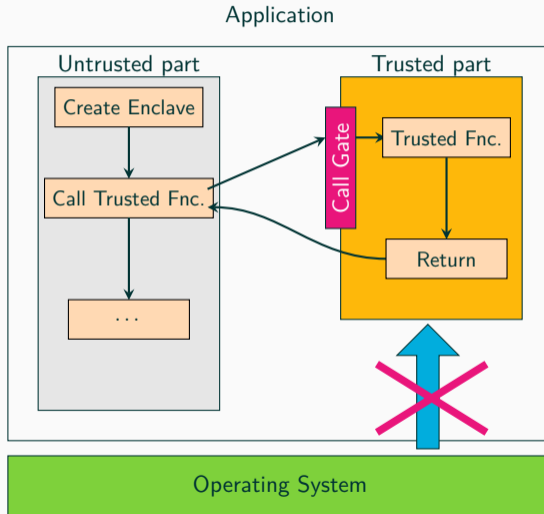 Application
Untrusted part
Trusted part
Create Enclave
Call Gate
Trusted Fnc.
Call Trusted Fnc.
Return
...
Operating System